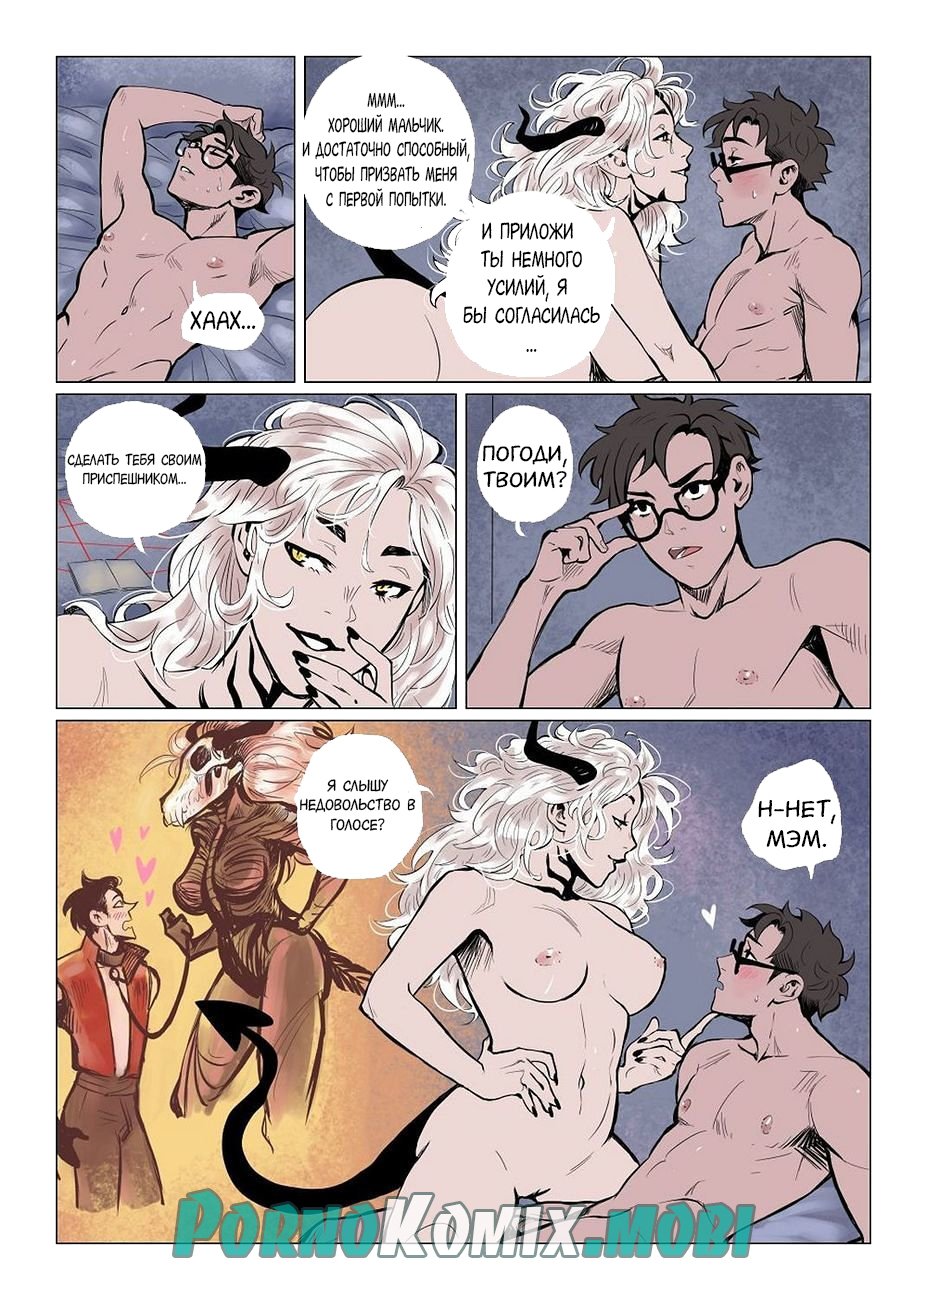 ХААХ...
МММ...
ХОРОШИЙ МАЛЬЧИК.
И ДОСТАТОЧНО СПОСОБНЫЙ,
ЧТОБЫ ПРИЗВАТЬ МЕНЯ
С ПЕРВОЙ ПОПЫТКИ.
И ПРИЛОЖИ
ТЫ НЕМНОГО
УСИЛИЙ, Я
БЫ СОГЛАСИЛАСЬ
...
СДЕЛАТЬ ТЕБЯ СВОИМ
ПРИСПЕШНИКОМ...
ПОГОДИ,
ТВОИМ?
Я СЛЫШУ
НЕДОВОЛЬСТВО В
ГОЛОСЕ?
Н-НЕТ,
МЭМ.
PORNOKOMIX.MOBI